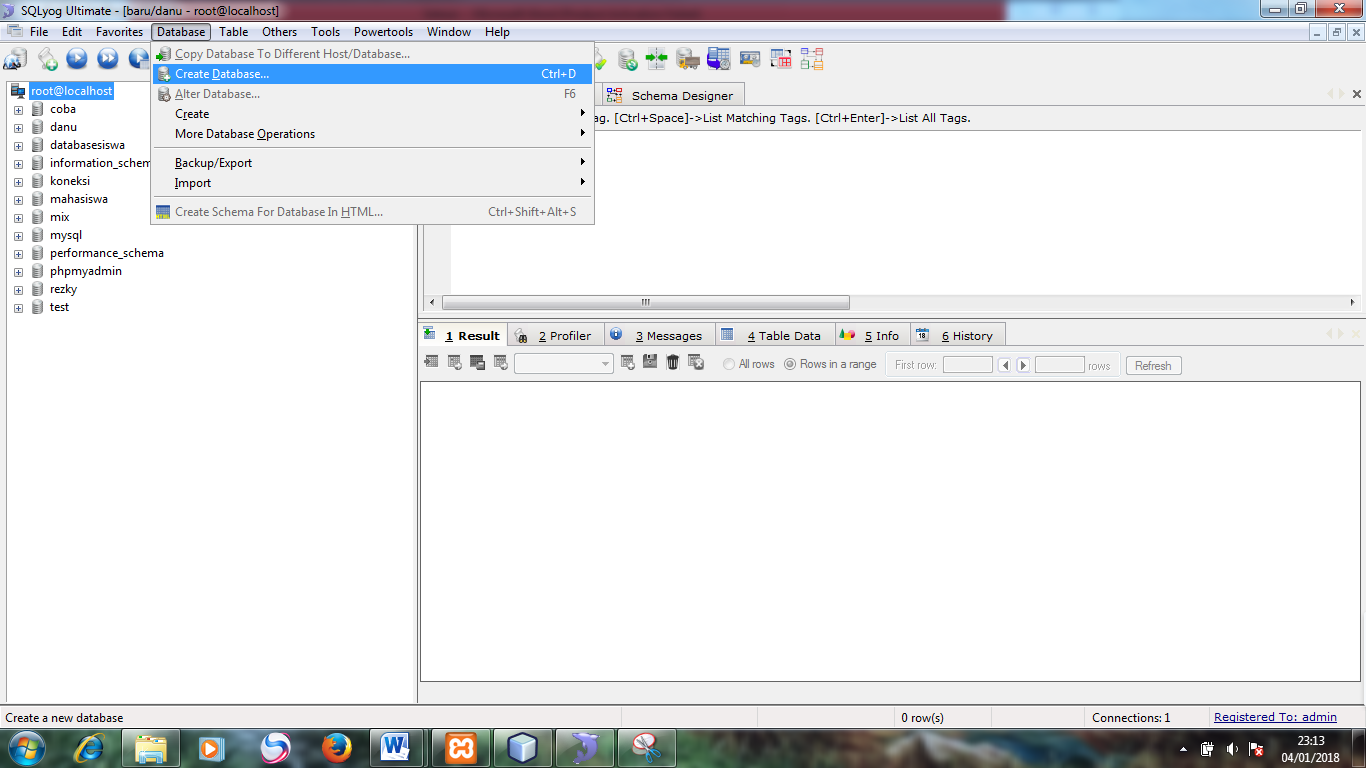 SQLyog Ultimate - [baru/danu - root@localhost]
File Edit Favorites Database Table Others Tools Powertools Window Help
Copy Database To Different Host/Database...
Create Database... Ctrl+D
Alter Database... F6
Create
More Database Operations
Backup/Export
Import
Create Schema For Database In HTML... Ctrl+Shift+Alt+S
root@localhost
coba
danu
databasesiswa
information_schem
koneksi
mahasiswa
mix
mysql
performance_schema
phpmyadmin
rezky
test
Schema Designer
ag. [Ctrl+Space]->List Matching Tags. [Ctrl+Enter]->List All Tags.
1 Result 2 Profiler 3 Messages 4 Table Data 5 Info 6 History
All rows Rows in a range First row: rows Refresh
Create a new database 0 row(s) Connections: 1 Registered To: admin
23:13
04/01/2018